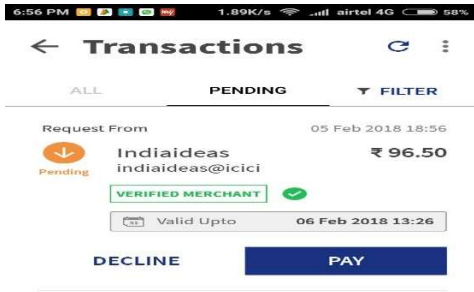 6:56 PM 1.89K/s airtel 4G 58%
Transactions
ALL PENDING FILTER
Request From 05 Feb 2018 18:56
Indiaideas ₹ 96.50
Pending indiaideas@icici
VERIFIED MERCHANT
31 Valid Upto 06 Feb 2018 13:26
DECLINE PAY